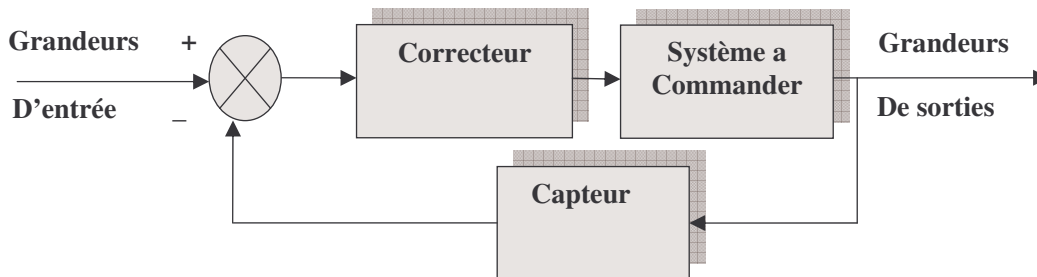 Grandeurs
+
D’entrée
_
Correcteur
Système a
Commander
Grandeurs
De sorties
Capteur